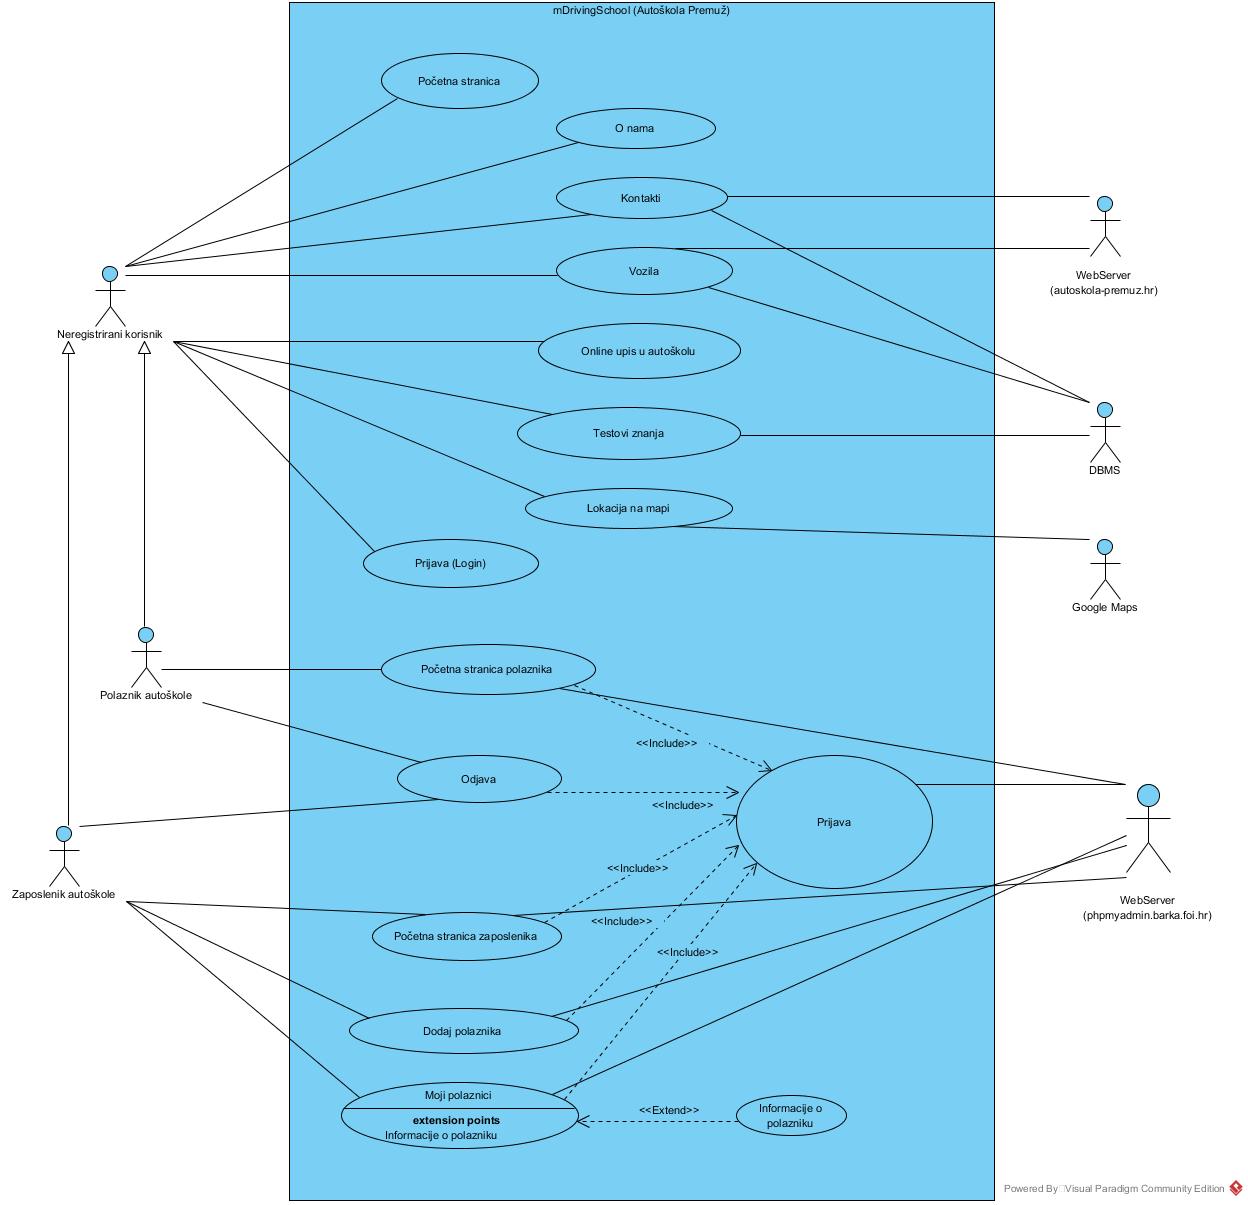 mDrivingSchool (Autoškola Premuž)
Početna stranica
O nama
Kontakti
WebServer
(autoskola-premuz.hr)
Vozila
Neregistrirani korisnik
Online upis u autoškolu
Testovi znanja
DBMS
Lokacija na mapi
Prijava (Login)
Google Maps
Početna stranica polaznika
Polaznik autoškole
<<Include>>
Odjava
<<Include>>
Prijava
<<Include>>
Zaposlenik autoškole
WebServer
(phpmyadmin.barka.foi.hr)
<<Include>>
Početna stranica zaposlenika
<<Include>>
Dodaj polaznika
Moji polaznici
extension points
Informacije o polazniku
<<Extend>>
Informacije o
polazniku
Powered By Visual Paradigm Community Edition